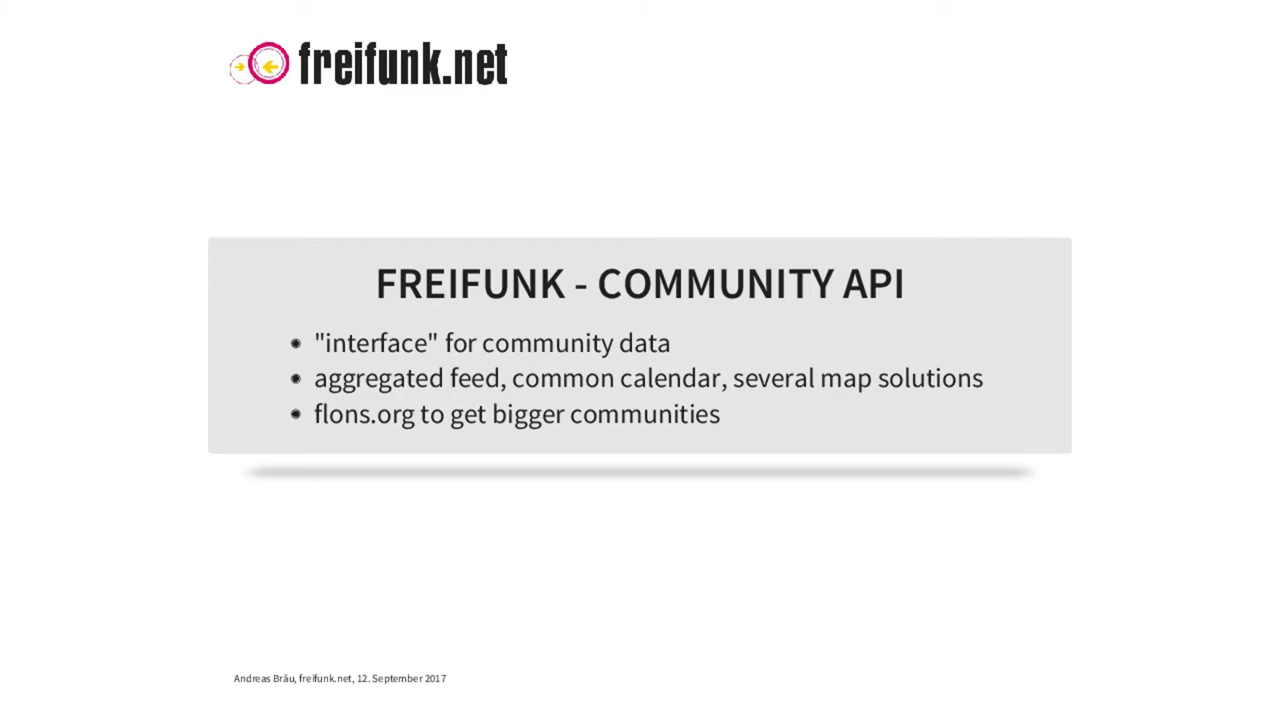 freifunk.net
FREIFUNK - COMMUNITY API
"interface" for community data
aggregated feed, common calendar, several map solutions
flons.org to get bigger communities
Andreas Bräu, freifunk.net, 12. September 2017